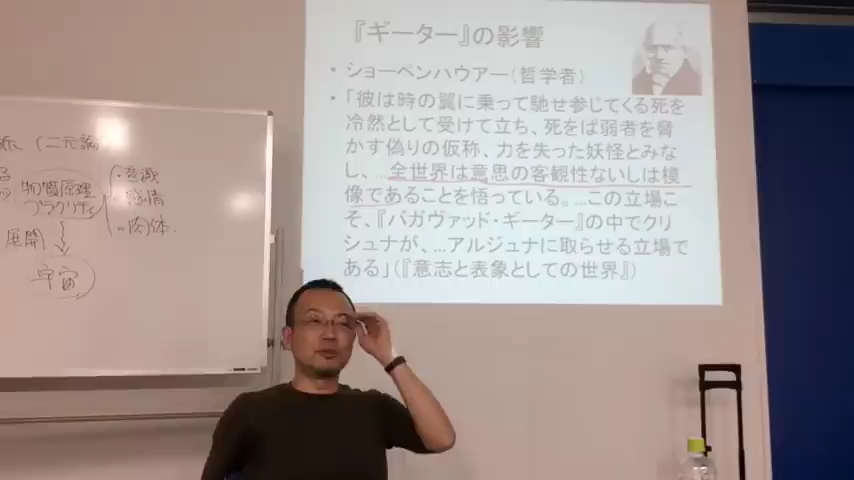 『ギーター』の影響
・ショーペンハウアー(哲学者)
・「彼は時の翼に乗って馳せ参じてくる死を
冷然として受けて立ち、死をば弱者を脅
かす偽りの仮称、力を失った妖怪とみな
し、…全世界は意思の客観性ないしは模
像であることを悟っている。…この立場こ
そ、『バガヴァッド・ギーター』の中でクリ
シュナが、…アルジュナに取らせる立場で
ある」(『意志と表象としての世界』)
(二元論
物質原理
プラクリティ
・意識
・感情
・肉体
展開
宇宙